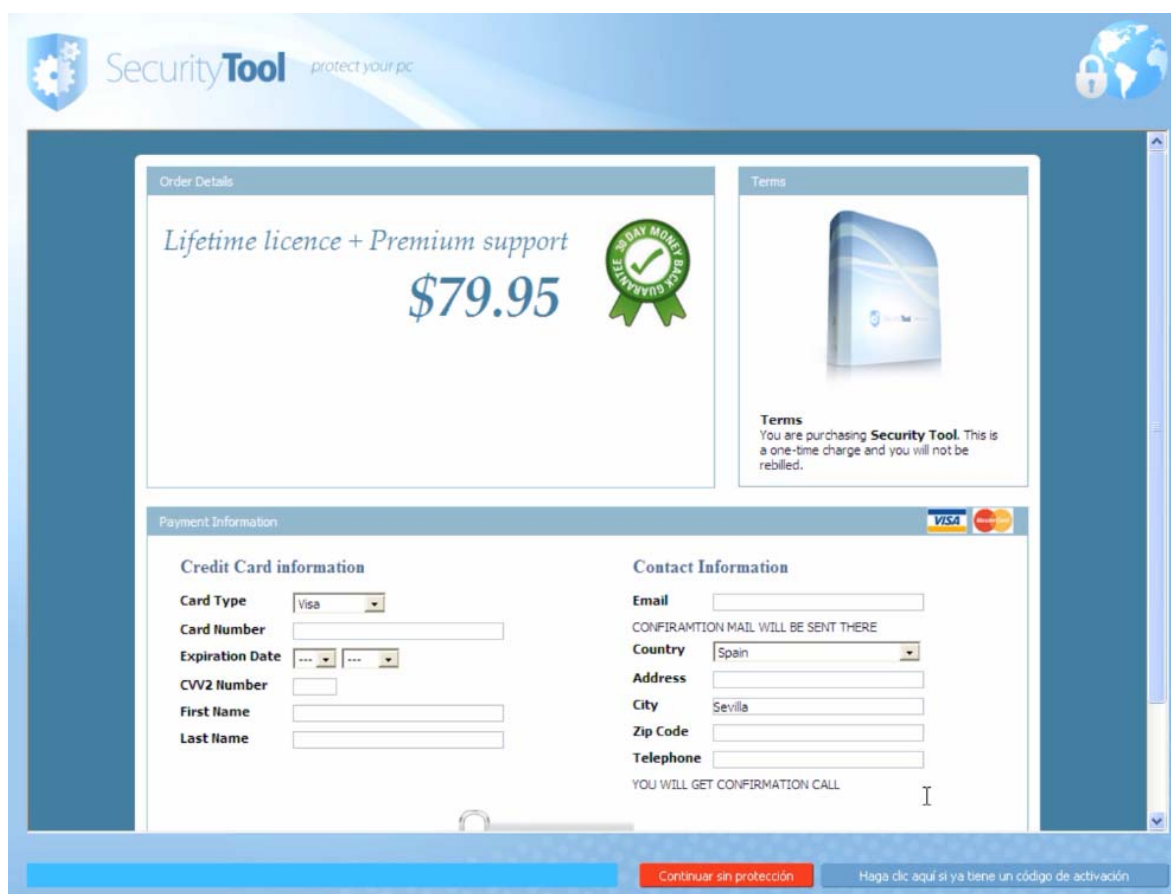 SecurityTool protect your pc
Order Details
Lifetime licence + Premium support
$79.95
30 DAY MONEY BACK GUARANTEE
Terms
Security Tool
Terms
You are purchasing Security Tool. This is
a one-time charge and you will not be
rebilled.
Payment Information
VISA MasterCard
Credit Card information
Card Type Visa
Card Number
Expiration Date --- ---
CVV2 Number
First Name
Last Name
Contact Information
Email
CONFIRAMTION MAIL WILL BE SENT THERE
Country Spain
Address
City Sevilla
Zip Code
Telephone
YOU WILL GET CONFIRMATION CALL
Continuar sin protección
Haga clic aquí si ya tiene un código de activación